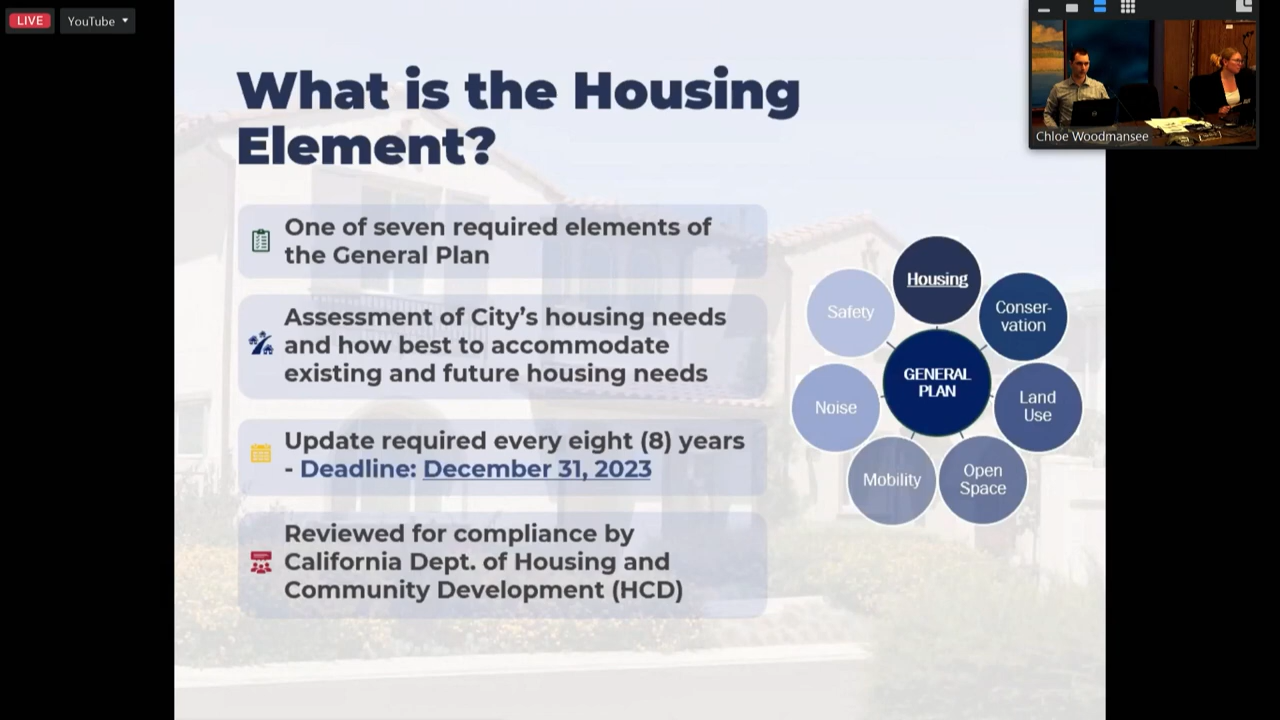 LIVE
YouTube
What is the Housing
Element?
One of seven required elements of
the General Plan
Assessment of City’s housing needs
and how best to accommodate
existing and future housing needs
Update required every eight (8) years
- Deadline: December 31, 2023
Reviewed for compliance by
California Dept. of Housing and
Community Development (HCD)
Housing
Conser-
vation
Land
Use
Open
Space
Mobility
Noise
Safety
GENERAL
PLAN
Chloe Woodmansee